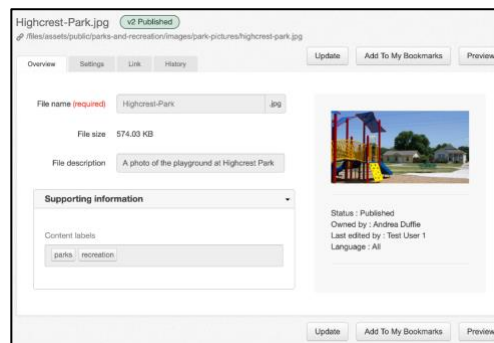 Highcrest-Park.jpg v2 Published
/files/assets/public/parks-and-recreation/images/park-pictures/highcrest-park.jpg
Overview Settings Link History
Update Add To My Bookmarks Preview
File name (required) Highcrest-Park .jpg
File size 574.03 KB
File description A photo of the playground at Highcrest Park
Supporting information
Content labels
parks recreation
Status : Published
Owned by : Andrea Duffie
Last edited by : Test User 1
Language : All
Update Add To My Bookmarks Preview